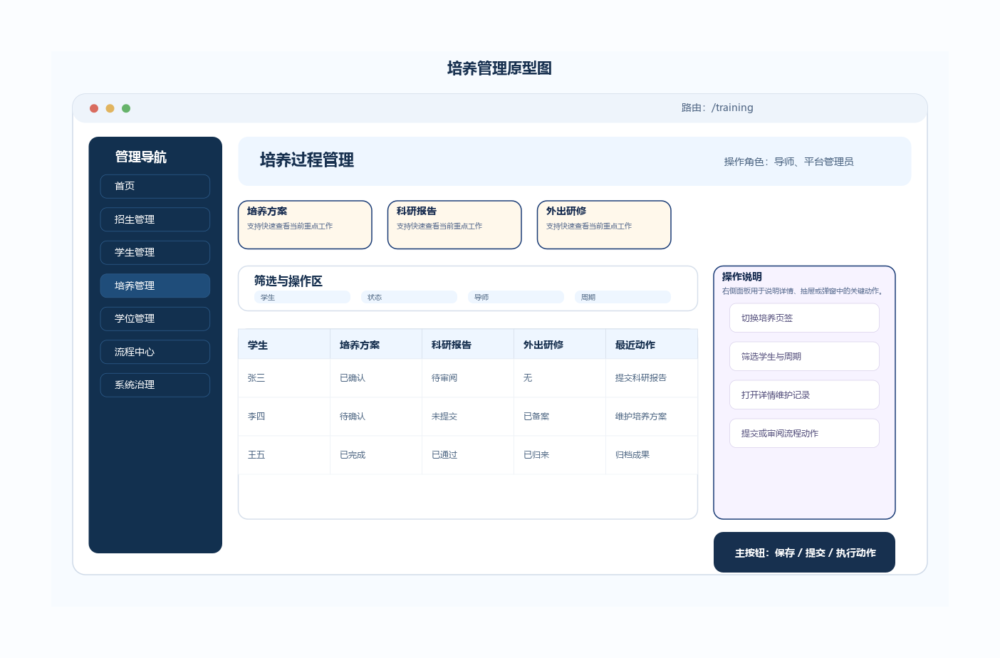 培养管理原型图
路由：/training
管理导航
首页
招生管理
学生管理
培养管理
学位管理
流程中心
系统治理
培养过程管理
操作角色：导师、平台管理员
培养方案
支持快速查看当前重点工作
科研报告
支持快速查看当前重点工作
外出研修
支持快速查看当前重点工作
筛选与操作区
学生 状态 导师 周期
学生 培养方案 科研报告 外出研修 最近动作
张三 已确认 待审阅 无 提交科研报告
李四 待确认 未提交 已备案 维护培养方案
王五 已完成 已通过 已归来 归档成果
操作说明
右侧面板用于说明详情、抽屉或弹窗中的关键动作。
切换培养页签
筛选学生与周期
打开详情维护记录
提交或审阅流程动作
主按钮：保存 / 提交 / 执行动作